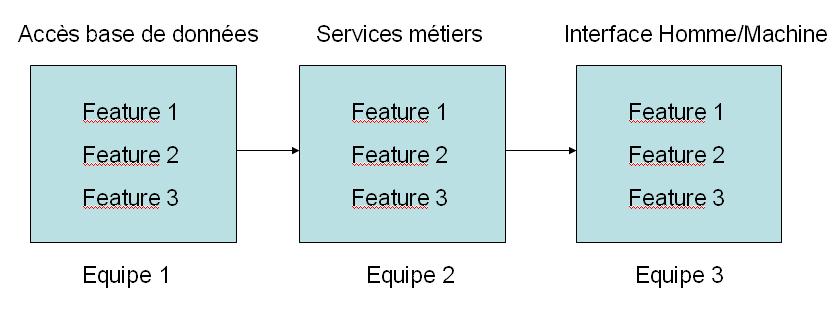 Accès base de données
Services métiers
Interface Homme/Machine
Feature 1
Feature 2
Feature 3
Feature 1
Feature 2
Feature 3
Feature 1
Feature 2
Feature 3
Equipe 1
Equipe 2
Equipe 3